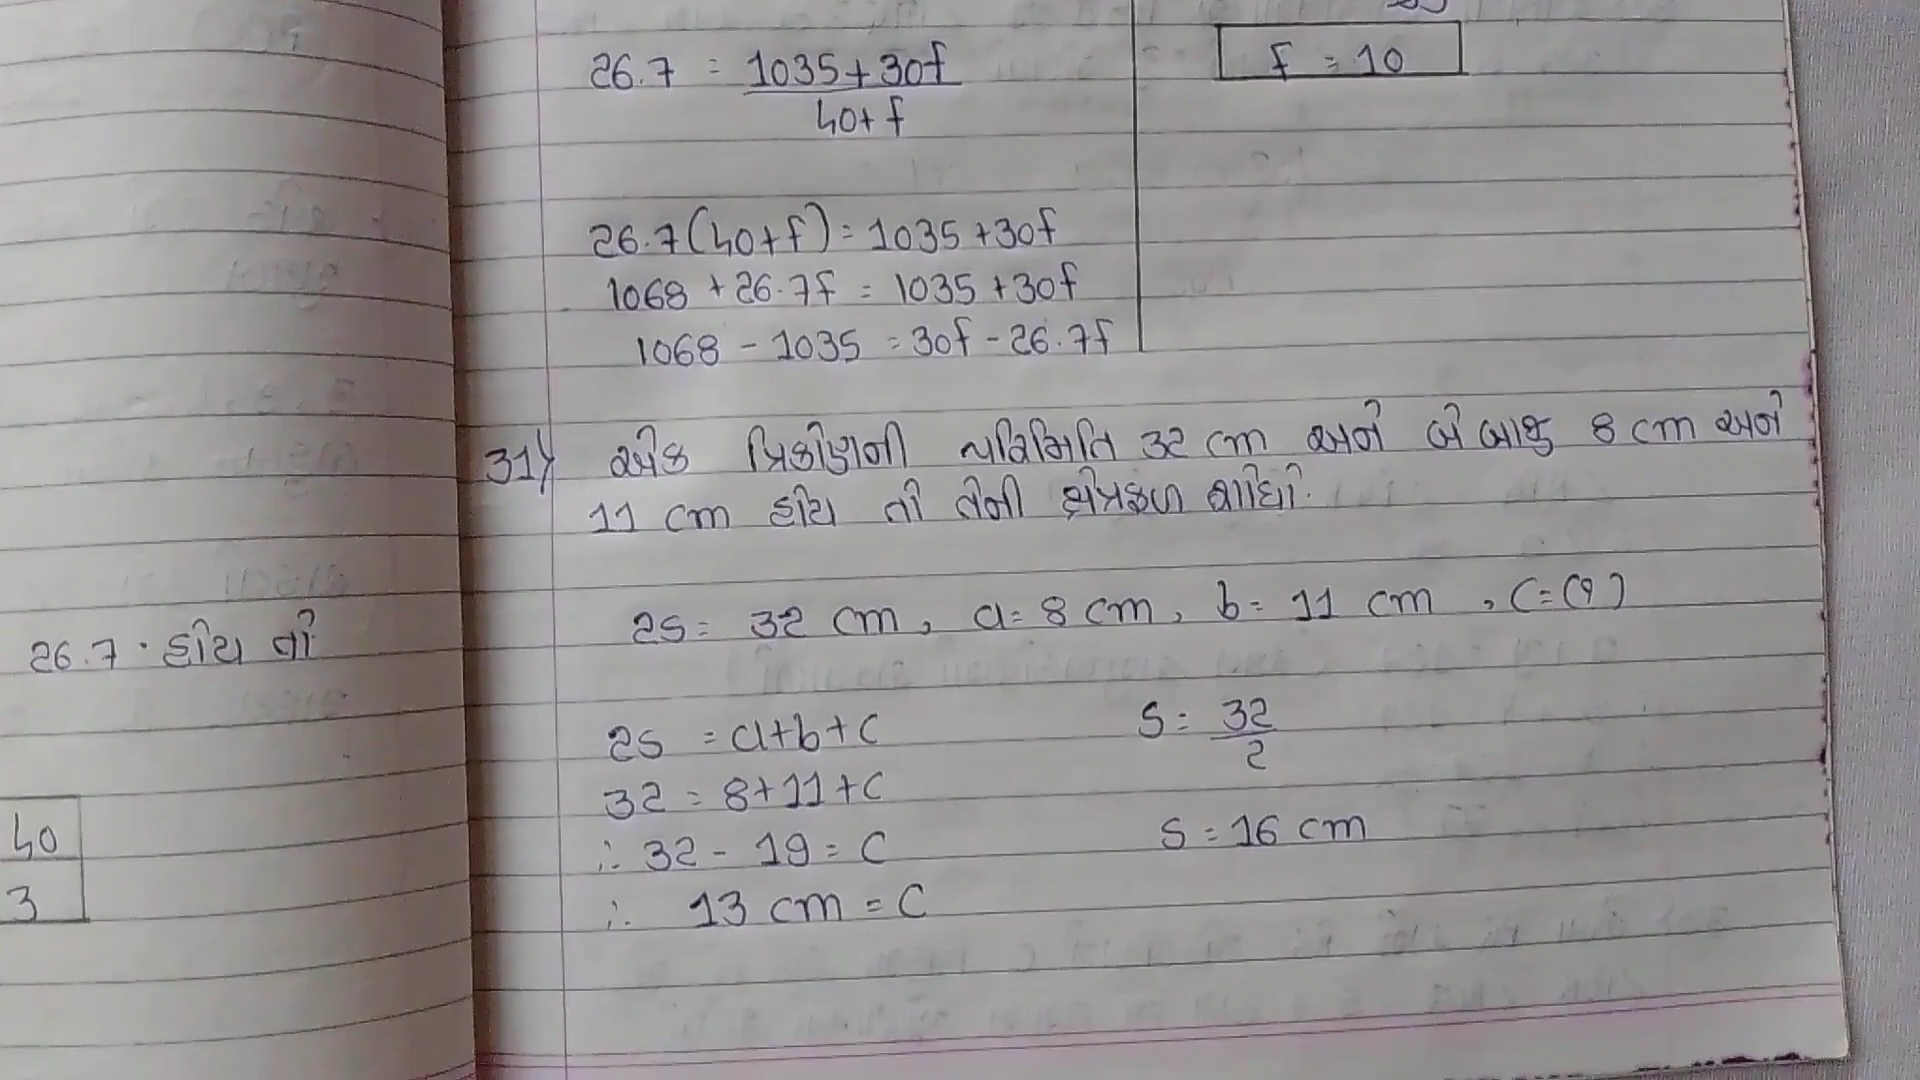 26.7 · હોય તો
40
3
26.7 = 1035+30f
40+f
26.7(40+f) = 1035+30f
1068 + 26.7f = 1035 + 30f
1068 - 1035 = 30f - 26.7f
f = 10
31) એક ત્રિકોણની પરિમિતિ 32 cm અને બે બાજુ 8 cm અને
11 cm હોય તો તેની ક્ષેત્રફળ શોધો.
2s = 32 cm, a = 8 cm, b = 11 cm, c = (?)
2s = a+b+c
32 = 8+11+c
∴ 32 - 19 = c
∴ 13 cm = c
S = 32
2
S = 16 cm